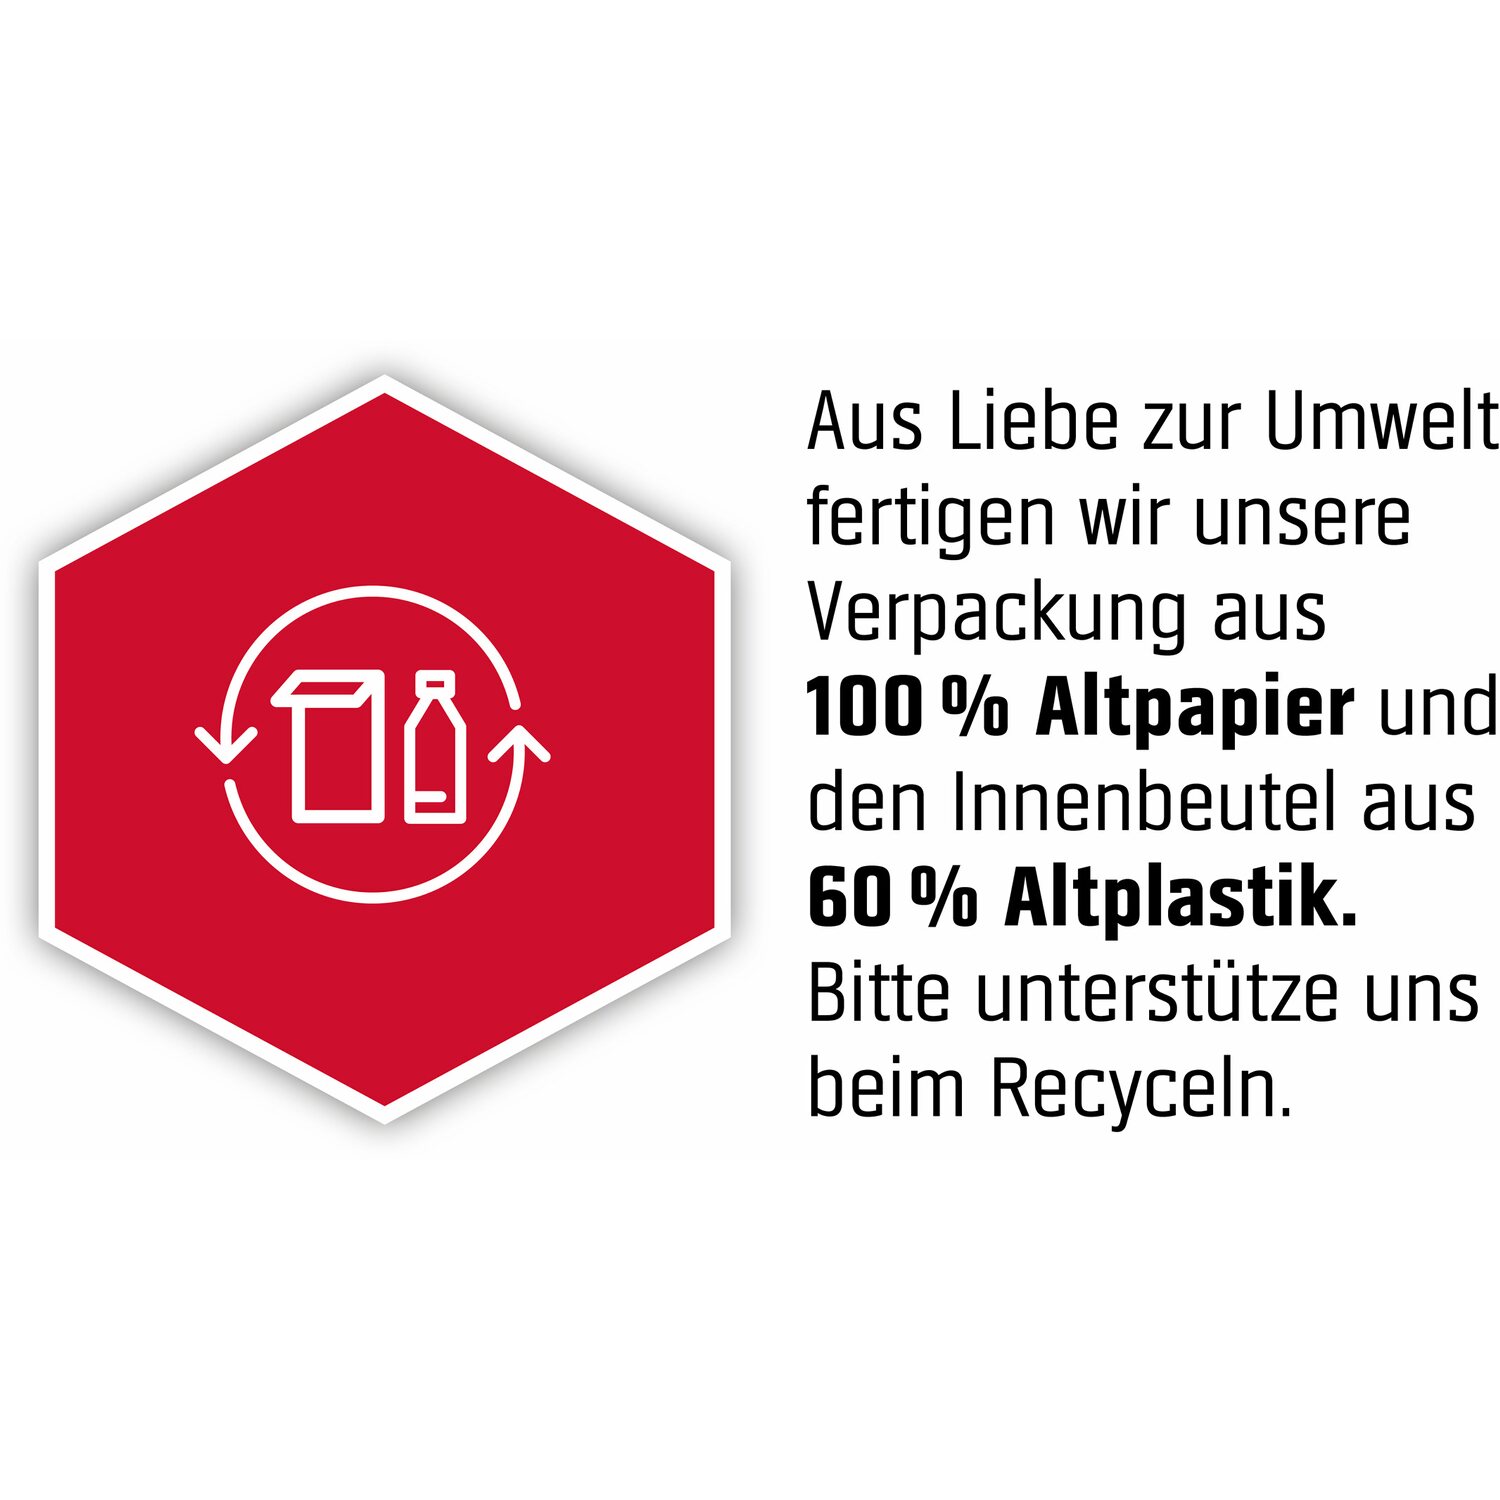 Aus Liebe zur Umwelt
fertigen wir unsere
Verpackung aus
100 % Altpapier und
den Innenbeutel aus
60 % Altplastik.
Bitte unterstütze uns
beim Recyceln.